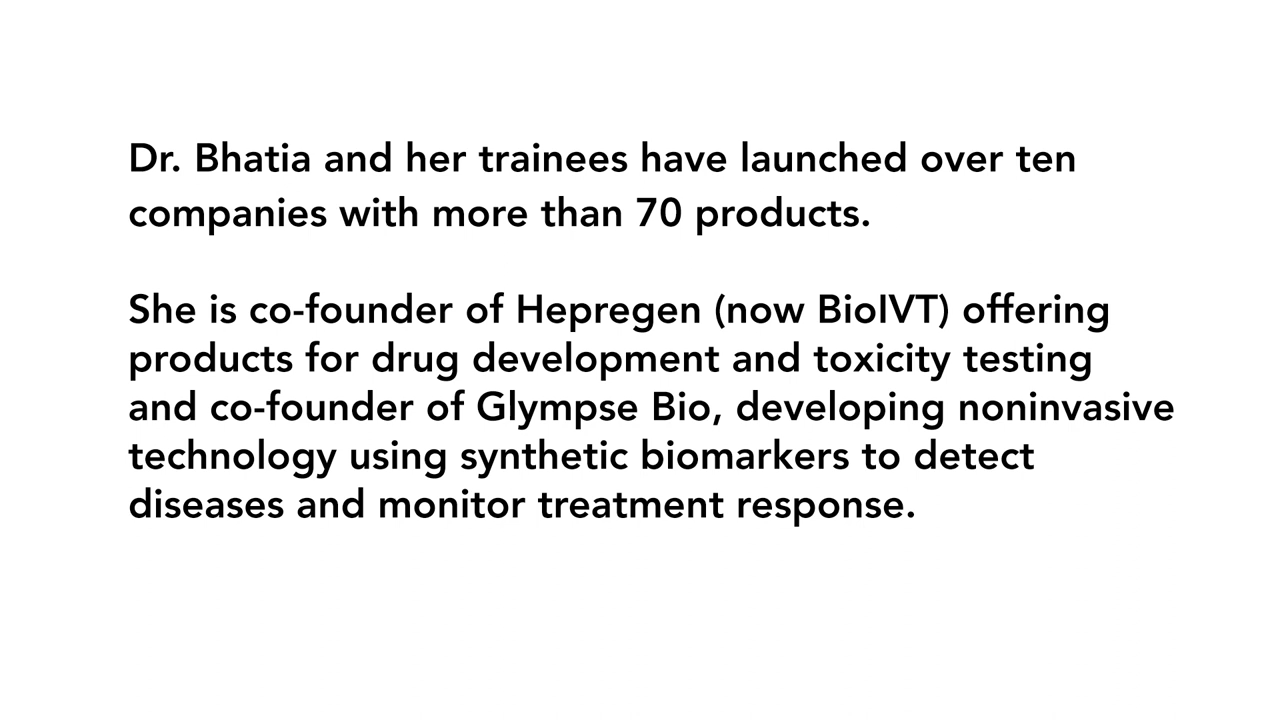 Dr. Bhatia and her trainees have launched over ten
companies with more than 70 products.
She is co-founder of Hepregen (now BioIVT) offering
products for drug development and toxicity testing
and co-founder of Glympse Bio, developing noninvasive
technology using synthetic biomarkers to detect
diseases and monitor treatment response.